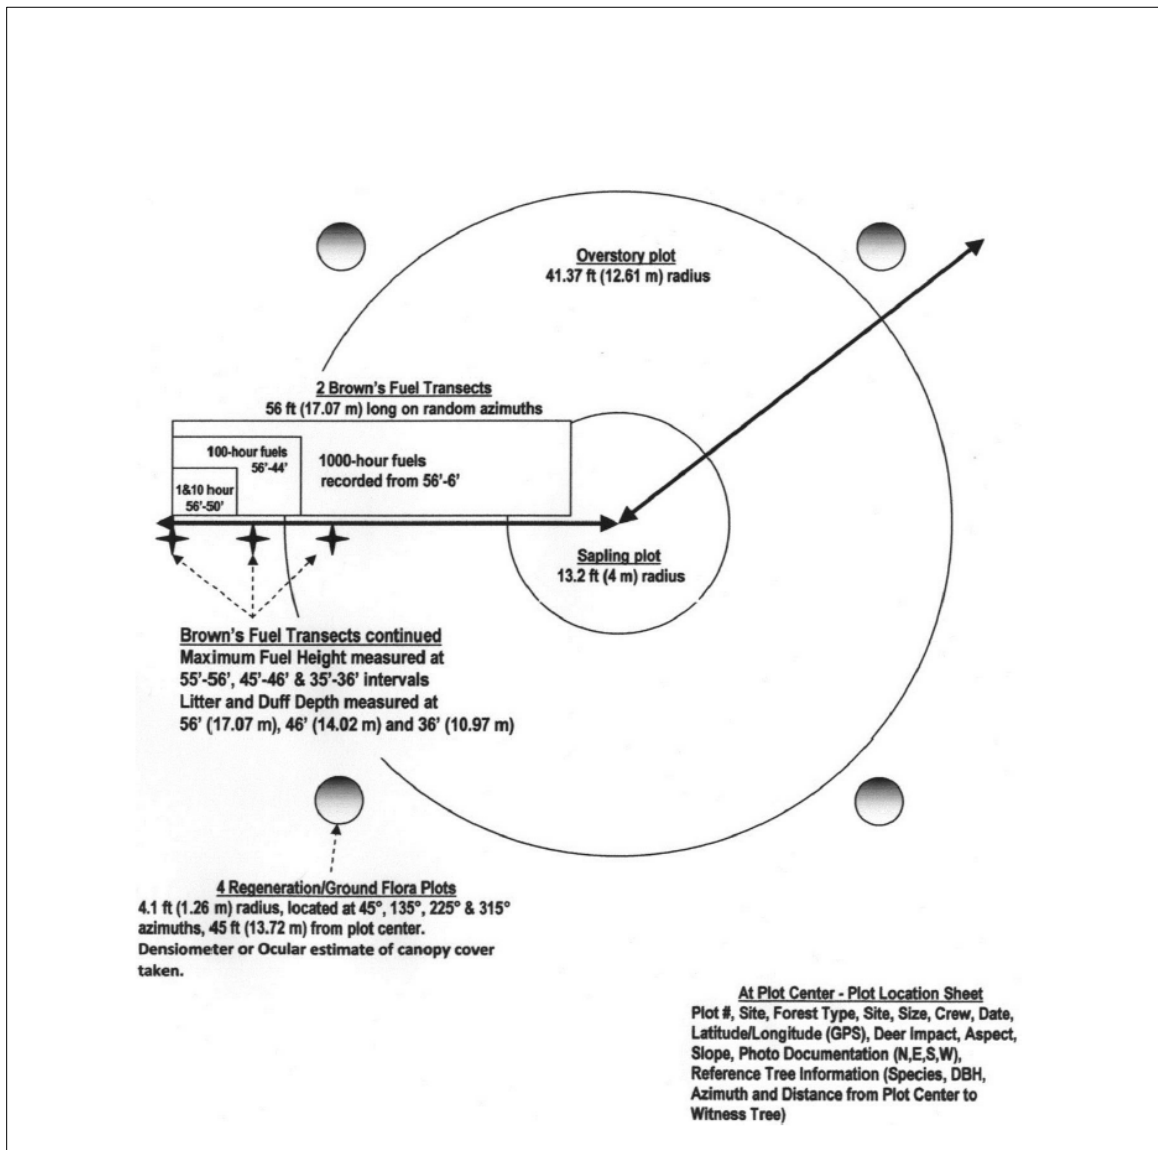 Overstory plot
41.37 ft (12.61 m) radius
2 Brown's Fuel Transects
56 ft (17.07 m) long on random azimuths
100-hour fuels
56'-44'
1000-hour fuels
recorded from 56'-6'
1&10 hour
56'-50'
Sapling plot
13.2 ft (4 m) radius
Brown's Fuel Transects continued
Maximum Fuel Height measured at
55'-56', 45'-46' & 35'-36' intervals
Litter and Duff Depth measured at
56' (17.07 m), 46' (14.02 m) and 36' (10.97 m)
4 Regeneration/Ground Flora Plots
4.1 ft (1.26 m) radius, located at 45°, 135°, 225° & 315°
azimuths, 45 ft (13.72 m) from plot center.
Densiometer or Ocular estimate of canopy cover
taken.
At Plot Center - Plot Location Sheet
Plot #, Site, Forest Type, Site, Size, Crew, Date,
Latitude/Longitude (GPS), Deer Impact, Aspect,
Slope, Photo Documentation (N,E,S,W),
Reference Tree Information (Species, DBH,
Azimuth and Distance from Plot Center to
Witness Tree)